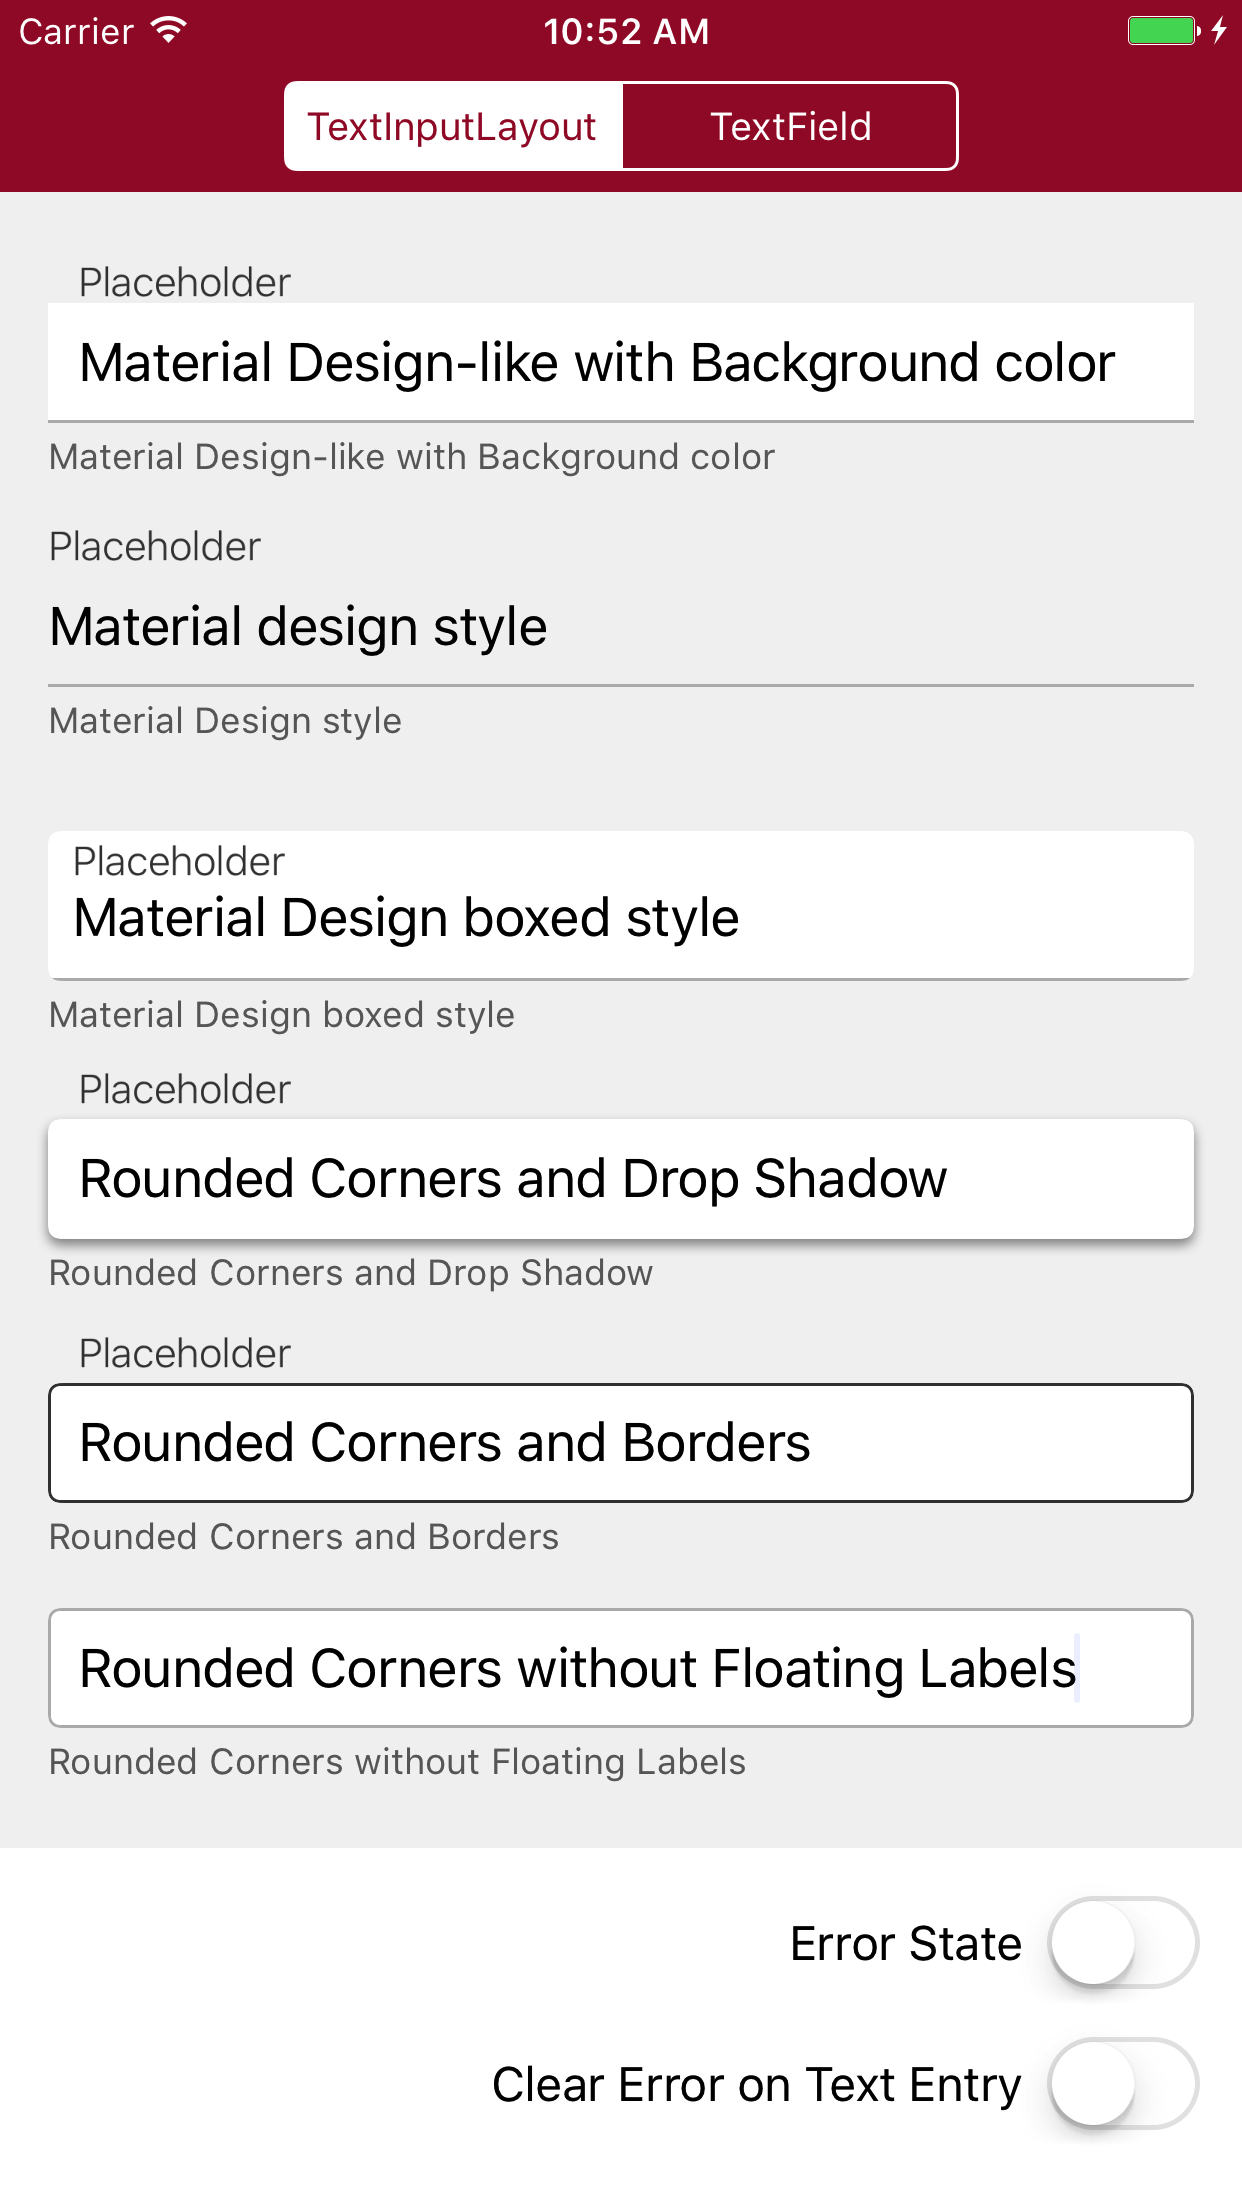 Carrier 10:52 AM
TextInputLayout TextField
Placeholder
Material Design-like with Background color
Material Design-like with Background color
Placeholder
Material design style
Material Design style
Placeholder
Material Design boxed style
Material Design boxed style
Placeholder
Rounded Corners and Drop Shadow
Rounded Corners and Drop Shadow
Placeholder
Rounded Corners and Borders
Rounded Corners and Borders
Rounded Corners without Floating Labels
Rounded Corners without Floating Labels
Error State
Clear Error on Text Entry